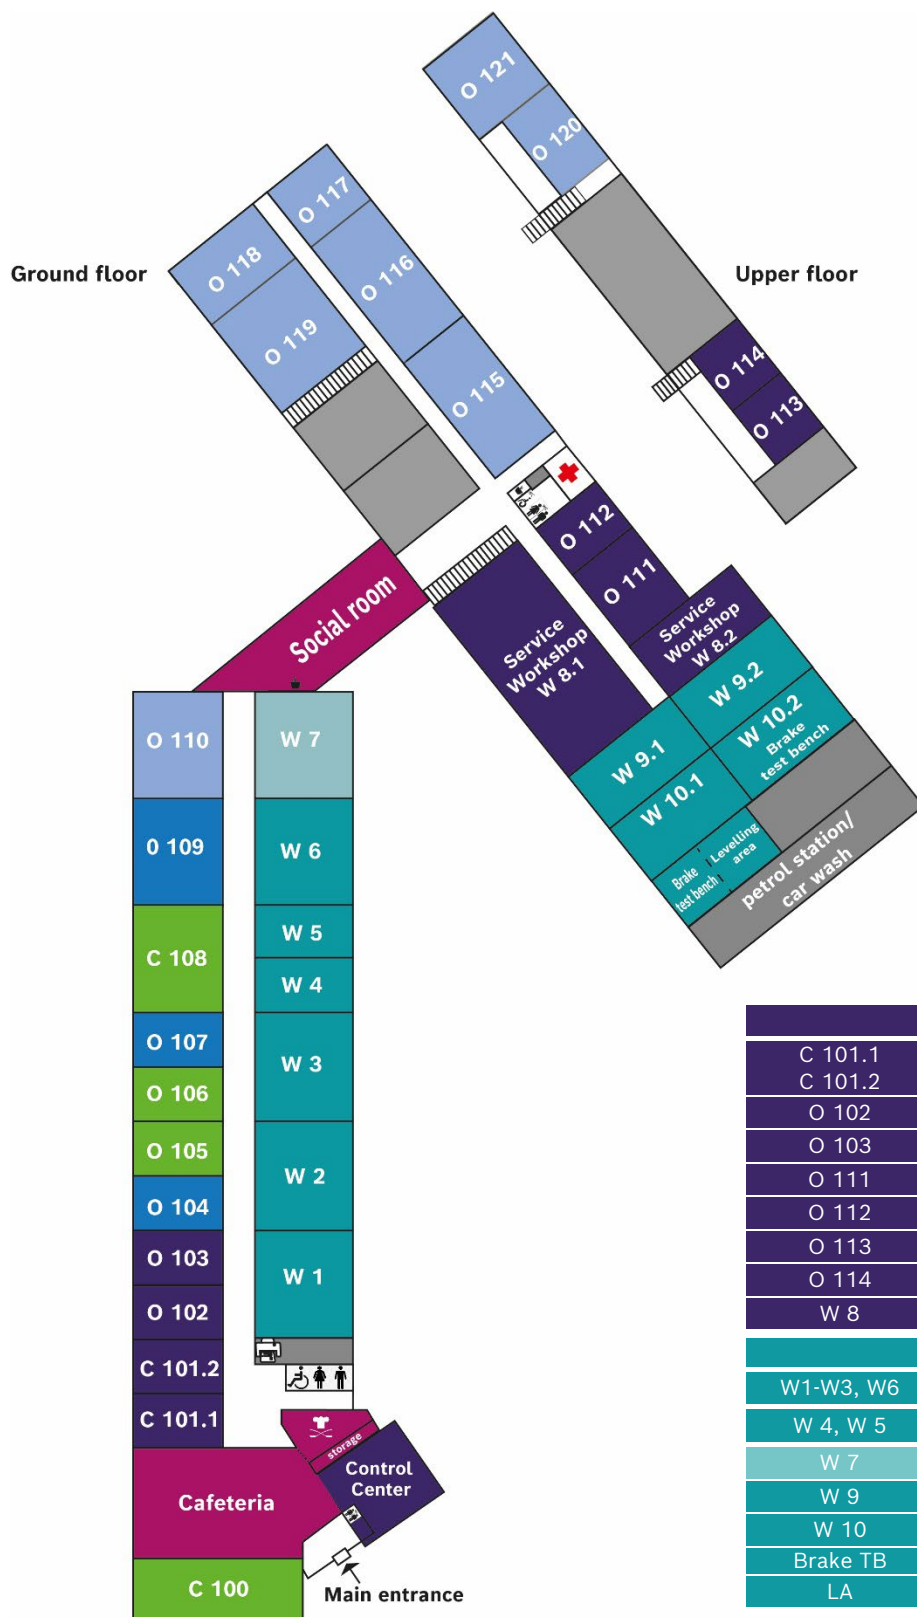 O 121
O 120
O 117
O 118
O 116
Ground floor
Upper floor
O 119
O 114
O 115
O 113
O 112
O 111
Social room
Service
Workshop
W 8.1
Service
Workshop
W 8.2
W 9.2
W 10.2
Brake
test bench
W 9.1
W 10.1
Levelling
area
Brake
test bench
petrol station/
car wash
O 110
W 7
0 109
W 6
C 108
W 5
W 4
O 107
W 3
O 106
O 105
W 2
O 104
O 103
W 1
O 102
C 101.2
C 101.1
storage
Control
Center
Cafeteria
C 100
Main entrance
C 101.1
C 101.2
O 102
O 103
O 111
O 112
O 113
O 114
W 8
W1-W3, W6
W 4, W 5
W 7
W 9
W 10
Brake TB
LA